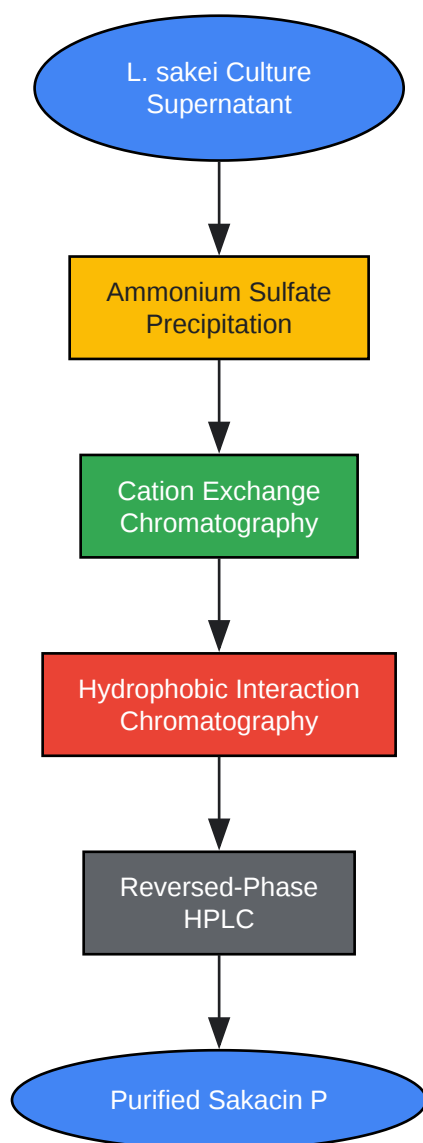 L. sakei Culture
Supernatant
Ammonium Sulfate
Precipitation
Cation Exchange
Chromatography
Hydrophobic Interaction
Chromatography
Reversed-Phase
HPLC
Purified Sakacin P